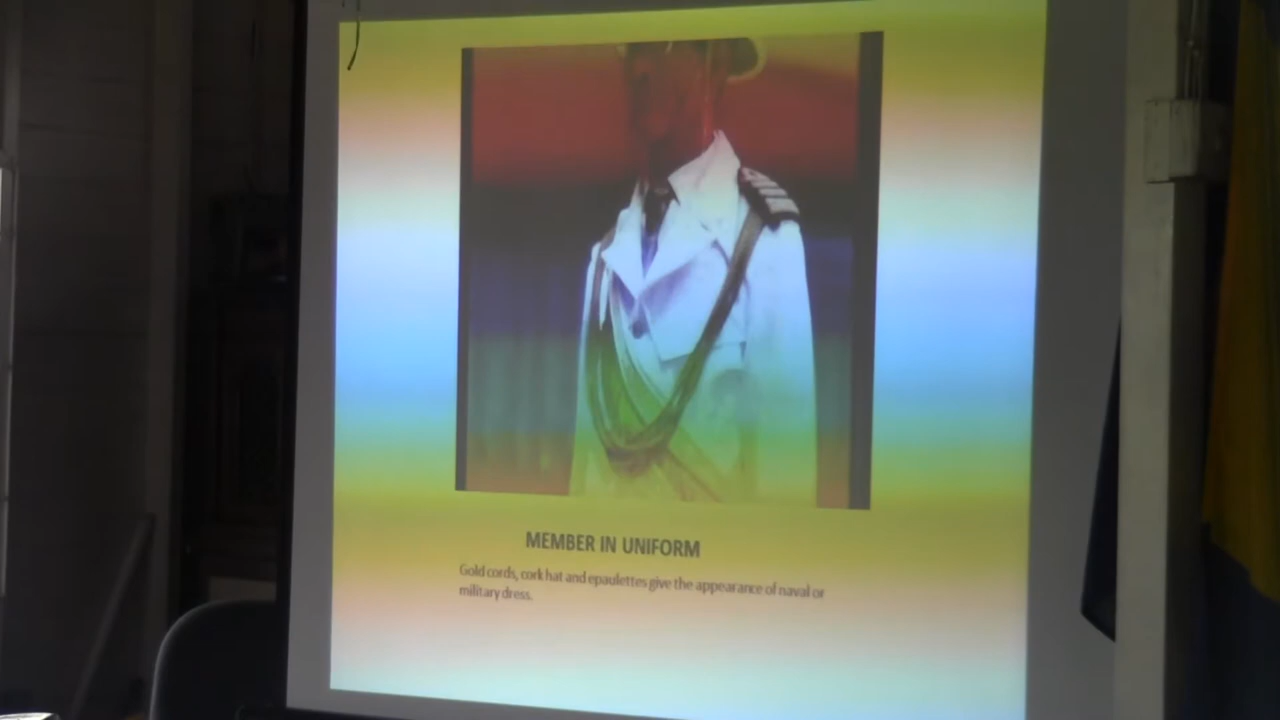 MEMBER IN UNIFORM
Gold cords, cork hat and epaulettes give the appearance of naval or
military dress.